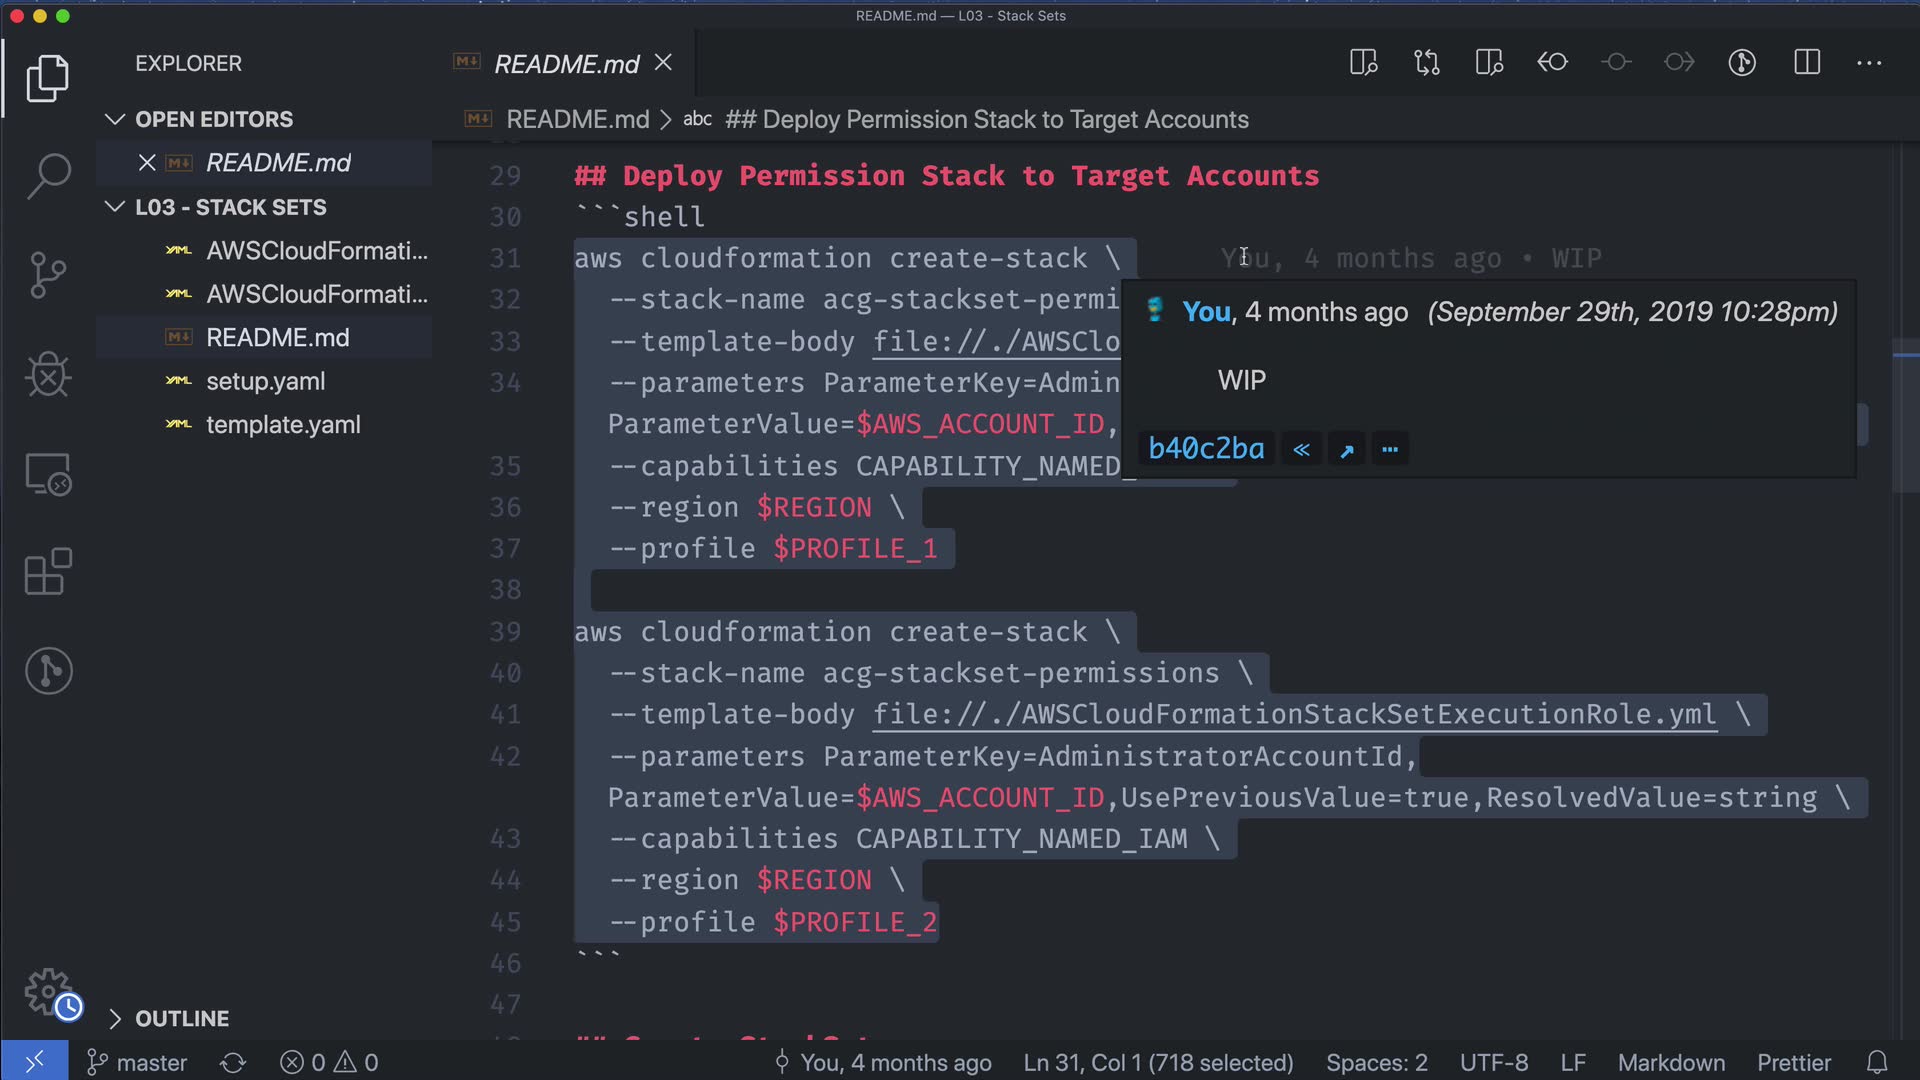 README.md — L03 - Stack Sets
EXPLORER
OPEN EDITORS
README.md
L03 - STACK SETS
AWSCloudFormati...
AWSCloudFormati...
README.md
setup.yaml
template.yaml
OUTLINE
README.md
README.md > abc ## Deploy Permission Stack to Target Accounts
29 ## Deploy Permission Stack to Target Accounts
30 ```shell
31 aws cloudformation create-stack \ You, 4 months ago • WIP
32 --stack-name acg-stackset-permi
33 --template-body file://./AWSClo
34 --parameters ParameterKey=Admin
ParameterValue=$AWS_ACCOUNT_ID,
35 --capabilities CAPABILITY_NAMED_
36 --region $REGION \
37 --profile $PROFILE_1
38
39 aws cloudformation create-stack \
40 --stack-name acg-stackset-permissions \
41 --template-body file://./AWSCloudFormationStackSetExecutionRole.yml \
42 --parameters ParameterKey=AdministratorAccountId,
ParameterValue=$AWS_ACCOUNT_ID,UsePreviousValue=true,ResolvedValue=string \
43 --capabilities CAPABILITY_NAMED_IAM \
44 --region $REGION \
45 --profile $PROFILE_2
46 ```
47
You, 4 months ago (September 29th, 2019 10:28pm)
WIP
b40c2ba
master 0 0 You, 4 months ago Ln 31, Col 1 (718 selected) Spaces: 2 UTF-8 LF Markdown Prettier